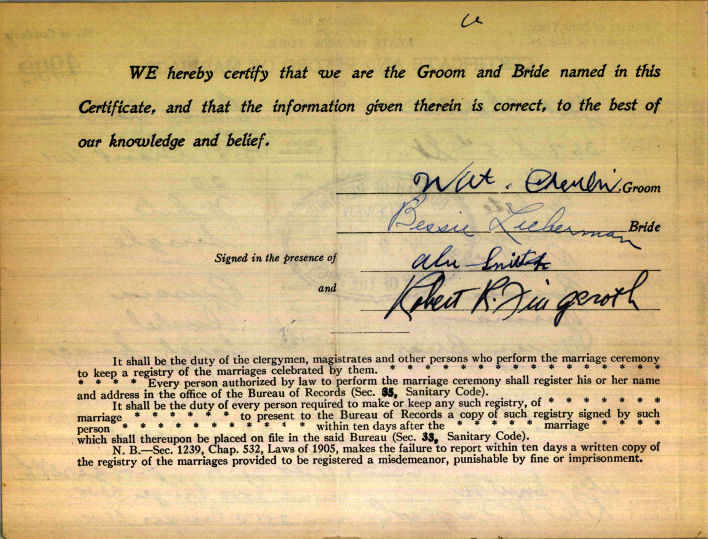 WE hereby certify that we are the Groom and Bride named in this
Certificate, and that the information given therein is correct, to the best of
our knowledge and belief.
Groom
Bessie Lieberman Bride
Signed in the presence of Abe Smith
and Robert R. Fingeroth
It shall be the duty of the clergymen, magistrates and other persons who perform the marriage ceremony
to keep a registry of the marriages celebrated by them. * * * * * * * * * * * *
* * * * Every person authorized by law to perform the marriage ceremony shall register his or her name
and address in the office of the Bureau of Records (Sec. 35, Sanitary Code).
It shall be the duty of every person required to make or keep any such registry, of * * * * * *
marriage * * * * * * to present to the Bureau of Records a copy of such registry signed by such
person * * * * * * * * * * within ten days after the * * * * * marriage * * * *
which shall thereupon be placed on file in the said Bureau (Sec. 33, Sanitary Code).
N. B.—Sec. 1239, Chap. 532, Laws of 1905, makes the failure to report within ten days a written copy of
the registry of the marriages provided to be registered a misdemeanor, punishable by fine or imprisonment.